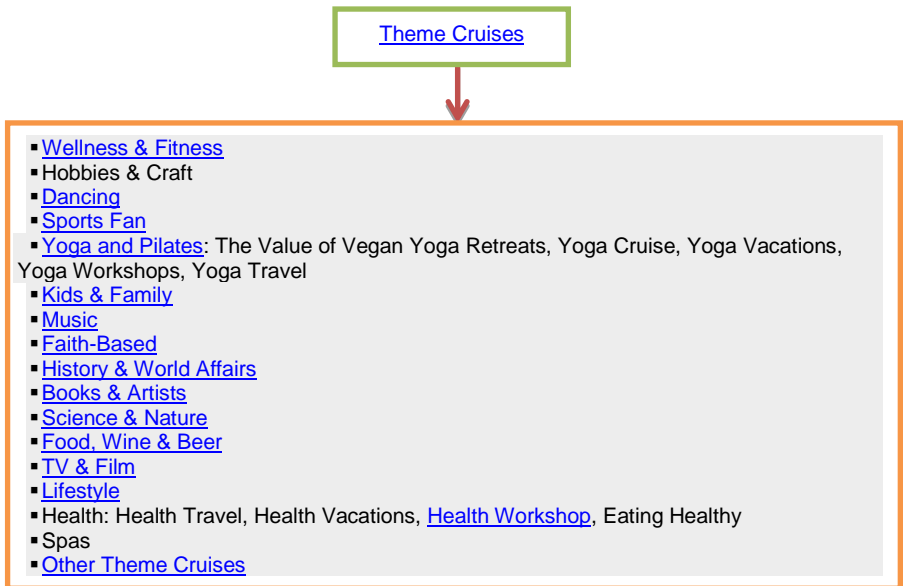 Theme Cruises
▪Wellness & Fitness
▪Hobbies & Craft
▪Dancing
▪Sports Fan
▪Yoga and Pilates: The Value of Vegan Yoga Retreats, Yoga Cruise, Yoga Vacations,
Yoga Workshops, Yoga Travel
▪Kids & Family
▪Music
▪Faith-Based
▪History & World Affairs
▪Books & Artists
▪Science & Nature
▪Food, Wine & Beer
▪TV & Film
▪Lifestyle
▪Health: Health Travel, Health Vacations, Health Workshop, Eating Healthy
▪Spas
▪Other Theme Cruises